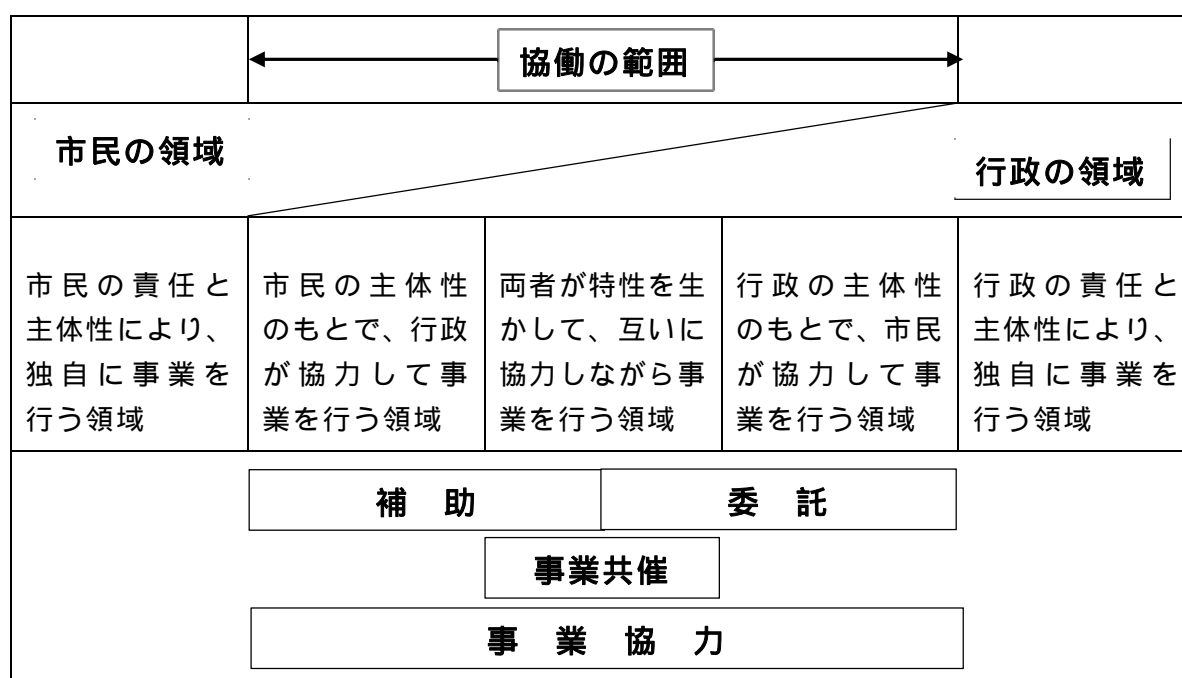 協働の範囲
市民の領域
行政の領域
市民の責任と
主体性により、
独自に事業を
行う領域
市民の主体性
のもとで、行政
が協力して事
業を行う領域
両者が特性を生
かして、互いに
協力しながら事
業を行う領域
行政の主体性
のもとで、市民
が協力して事
業を行う領域
行政の責任と
主体性により、
独自に事業を
行う領域
補 助
委 託
事業共催
事 業 協 力